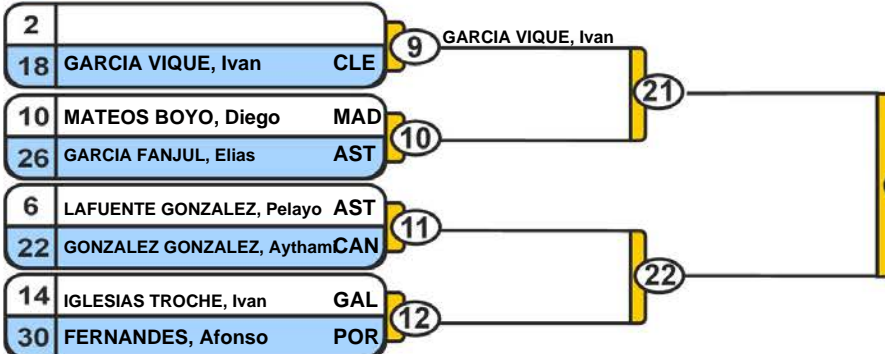 2
18 GARCIA VIQUE, Ivan CLE
9
GARCIA VIQUE, Ivan
21
10 MATEOS BOYO, Diego MAD
26 GARCIA FANJUL, Elias AST
10
6 LAFUENTE GONZALEZ, Pelayo AST
22 GONZALEZ GONZALEZ, Aythami CAN
11
22
14 IGLESIAS TROCHE, Ivan GAL
30 FERNANDES, Afonso POR
12